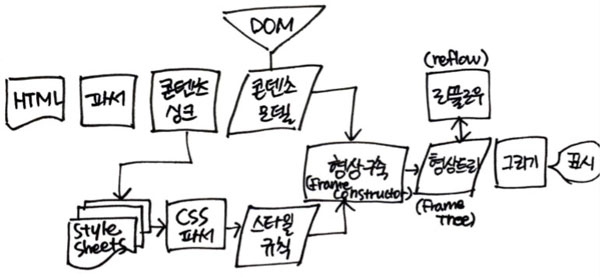 DOM
(reflow)
HTML
파서
콘텐츠
싱크
콘텐츠
모델
리플로우
형상구축
(Frame
Constructor)
형상트리
(Frame
Tree)
그리기
표시
Style
Sheets
CSS
파서
스타일
규칙